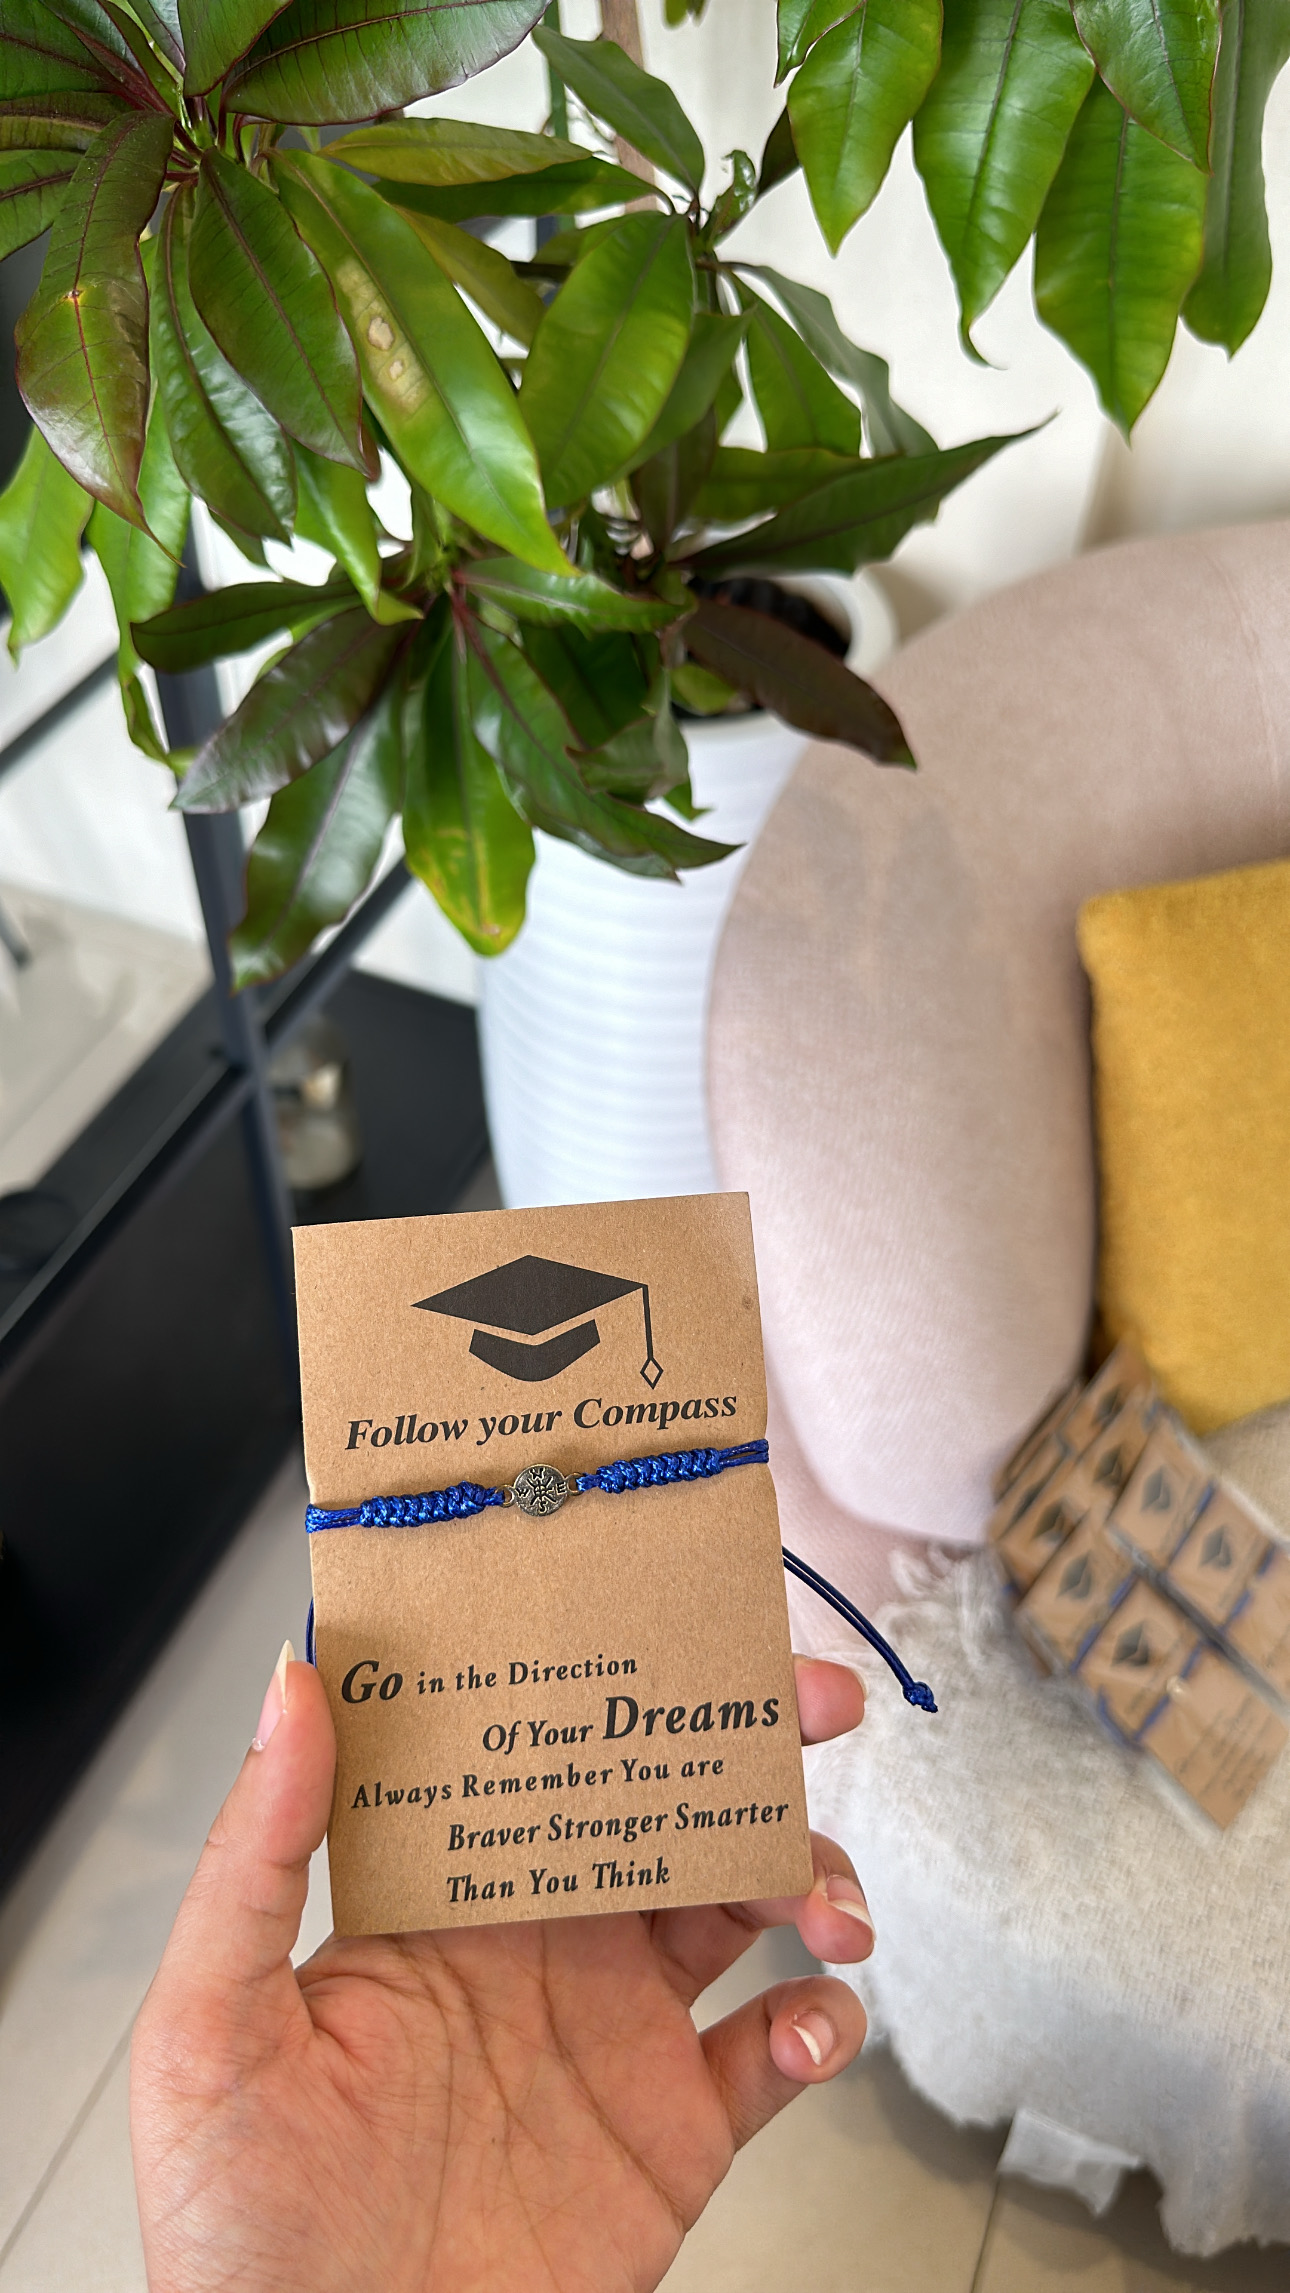 Follow your Compass
Go in the Direction
Of Your Dreams
Always Remember You are
Braver Stronger Smarter
Than You Think